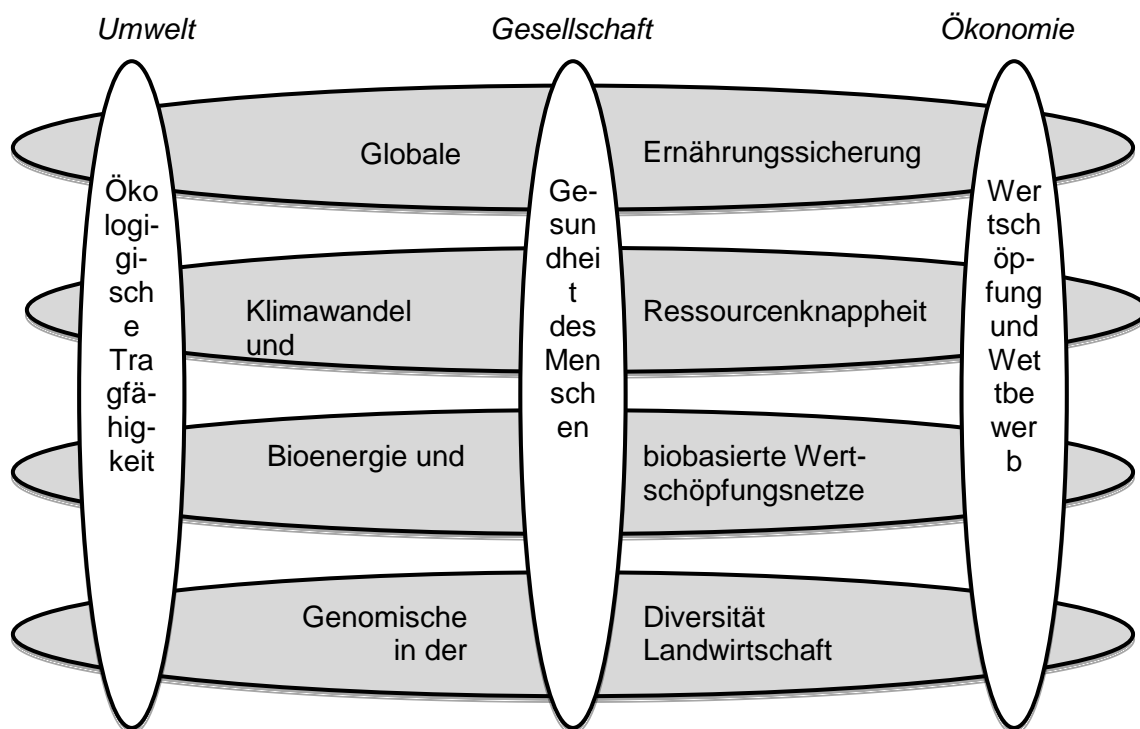 Umwelt
Gesellschaft
Ökonomie
Globale
Ernährungssicherung
Klimawandel
und
Ressourcenknappheit
Bioenergie und
biobasierte Wert-
schöpfungsnetze
Genomische
in der
Diversität
Landwirtschaft
Öko
logi-
gi-
sch
e
Tra
gfä-
hig-
keit
Ge-
sun
dhei
t
des
Men
sch
en
Wer
tsch
öp-
fung
und
Wet
tbe
wer
b